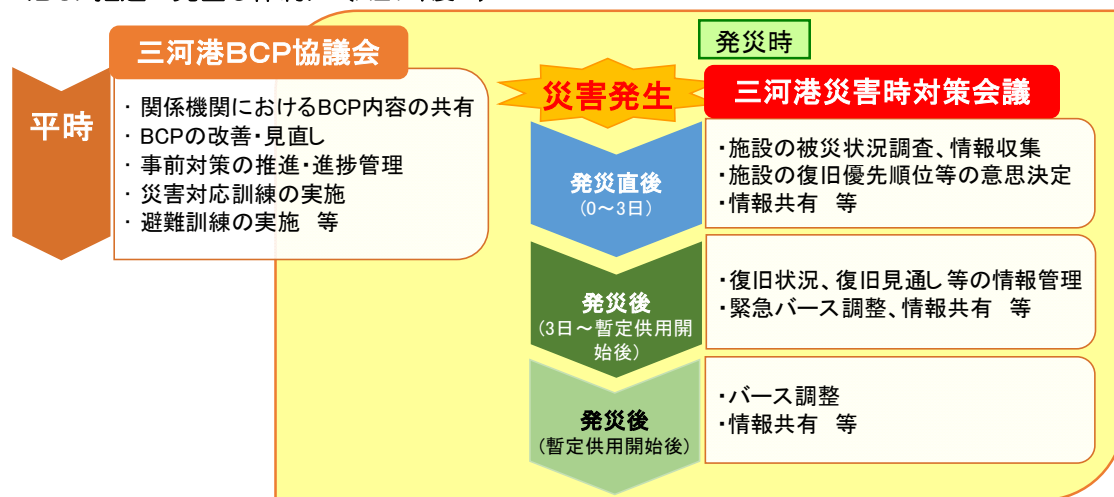 三河港BCP協議会
平時
・関係機関におけるBCP内容の共有
・BCPの改善・見直し
・事前対策の推進・進捗管理
・災害対応訓練の実施
・避難訓練の実施 等
発災時
災害発生
三河港災害時対策会議
発災直後
(0～3日)
・施設の被災状況調査、情報収集
・施設の復旧優先順位等の意思決定
・情報共有 等
発災後
(3日～暫定供用開
始後)
・復旧状況、復旧見通し等の情報管理
・緊急バース調整、情報共有 等
発災後
(暫定供用開始後)
・バース調整
・情報共有 等